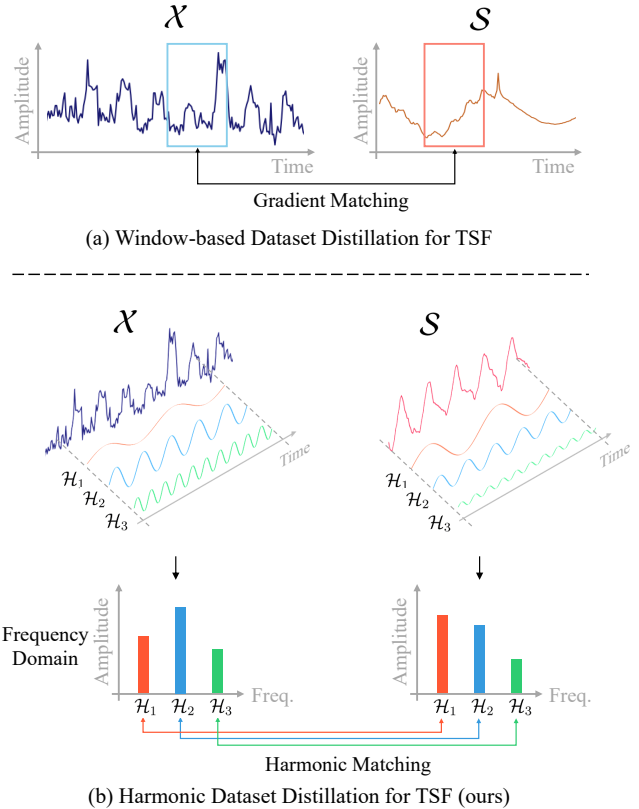 𝒳
𝒮
Amplitude
Time
Amplitude
Time
Gradient Matching
(a) Window-based Dataset Distillation for TSF
𝒳
𝒮
Time
ℋ₁
ℋ₂
ℋ₃
Time
ℋ₁
ℋ₂
ℋ₃
Frequency
Domain
Amplitude
ℋ₁ ℋ₂ ℋ₃ Freq.
Amplitude
ℋ₁ ℋ₂ ℋ₃ Freq.
Harmonic Matching
(b) Harmonic Dataset Distillation for TSF (ours)